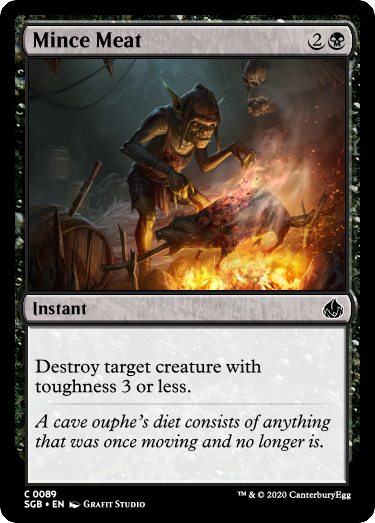 Mince Meat 2
Instant
Destroy target creature with
toughness 3 or less.
A cave ouphe's diet consists of anything
that was once moving and no longer is.
C 0089
SGB • EN Grafit Studio
™ & © 2020 CanterburyEgg